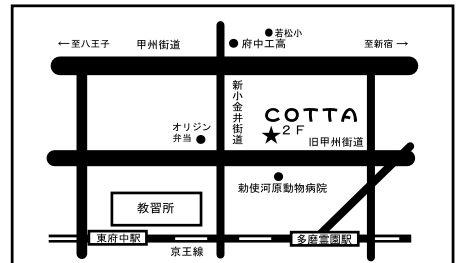 若松小
←至八王子
甲州街道
府中工高
至新宿→
新小金井街道
COTTA
2F
オリジン
弁当
旧甲州街道
勅使河原動物病院
教習所
東府中駅
多磨霊園駅
京王線